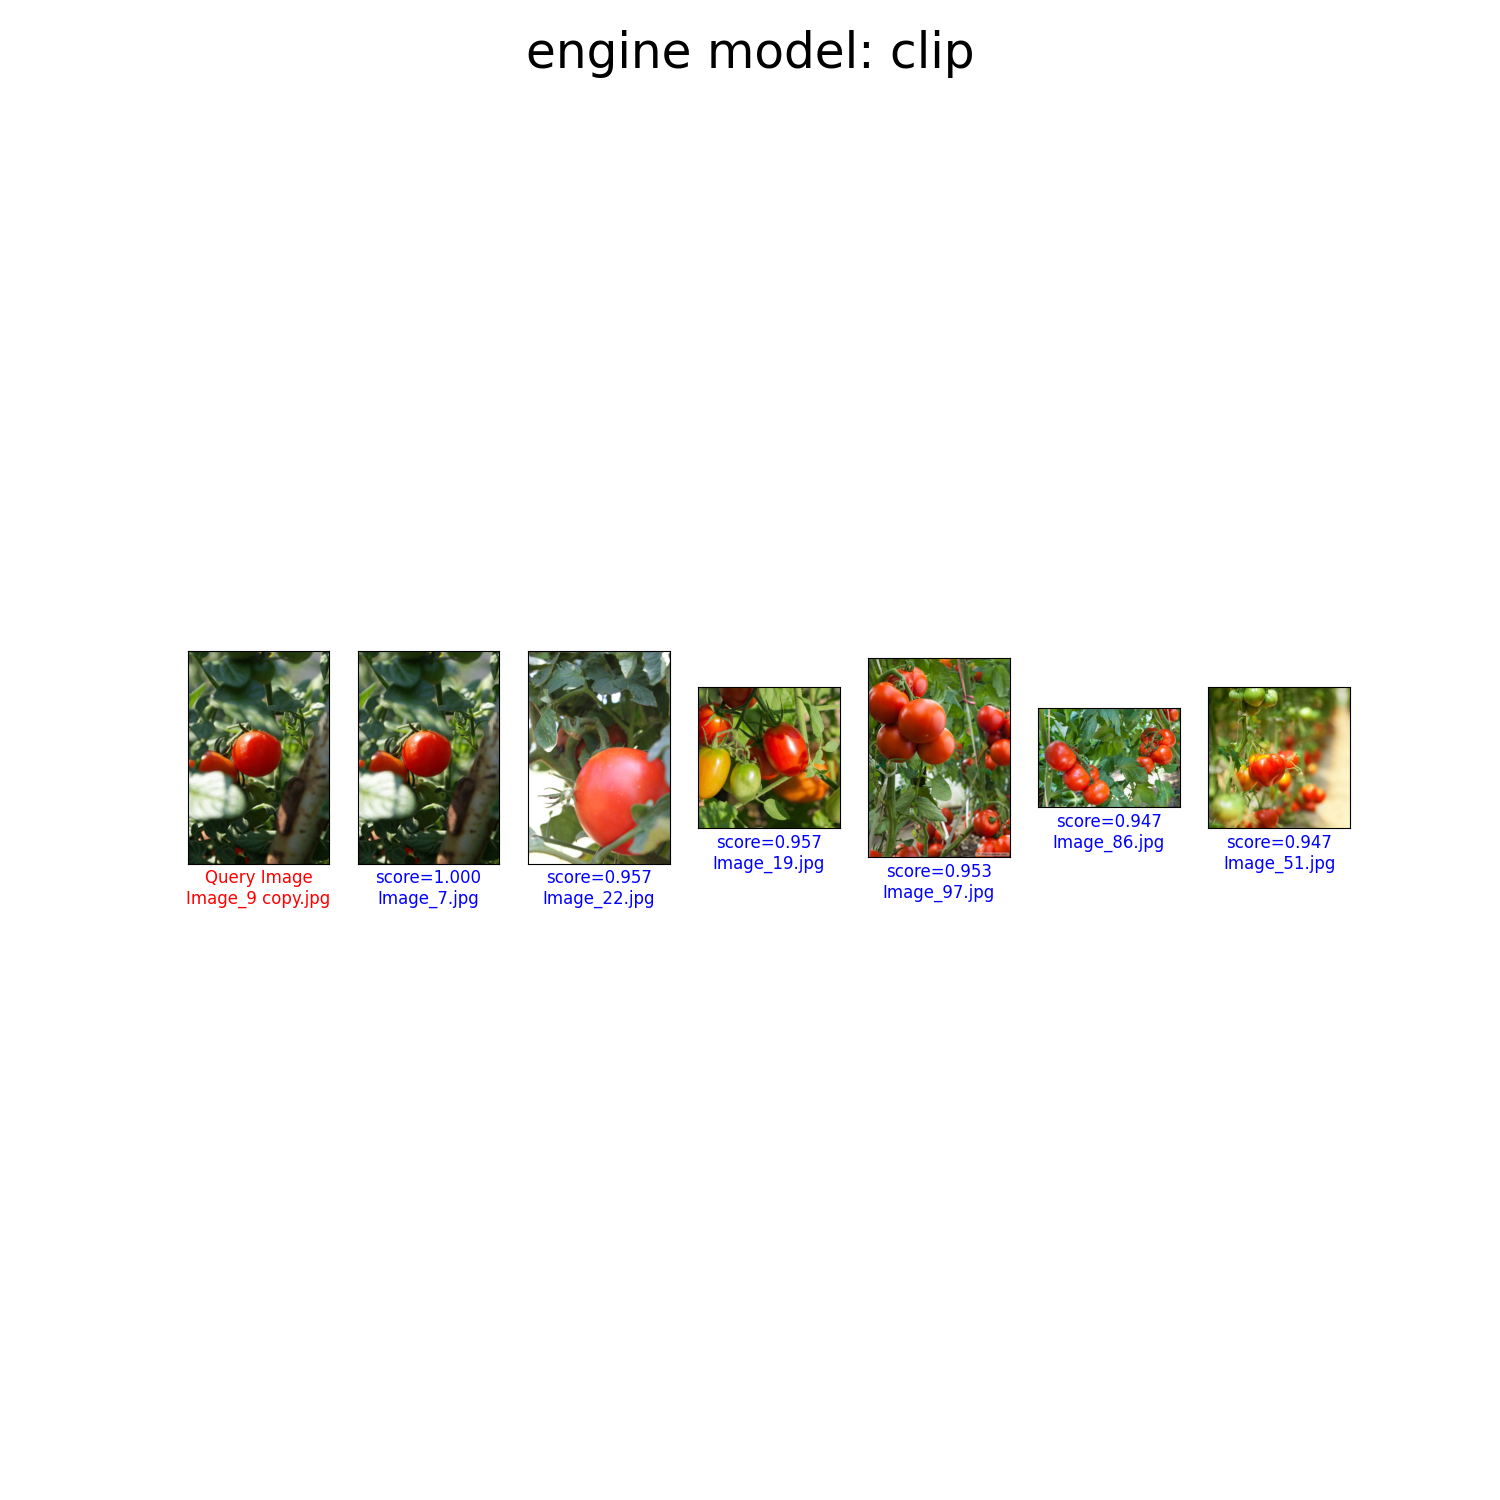 engine model: clip
Query Image
Image_9 copy.jpg
score=1.000
Image_7.jpg
score=0.957
Image_22.jpg
score=0.957
Image_19.jpg
score=0.953
Image_97.jpg
score=0.947
Image_86.jpg
score=0.947
Image_51.jpg